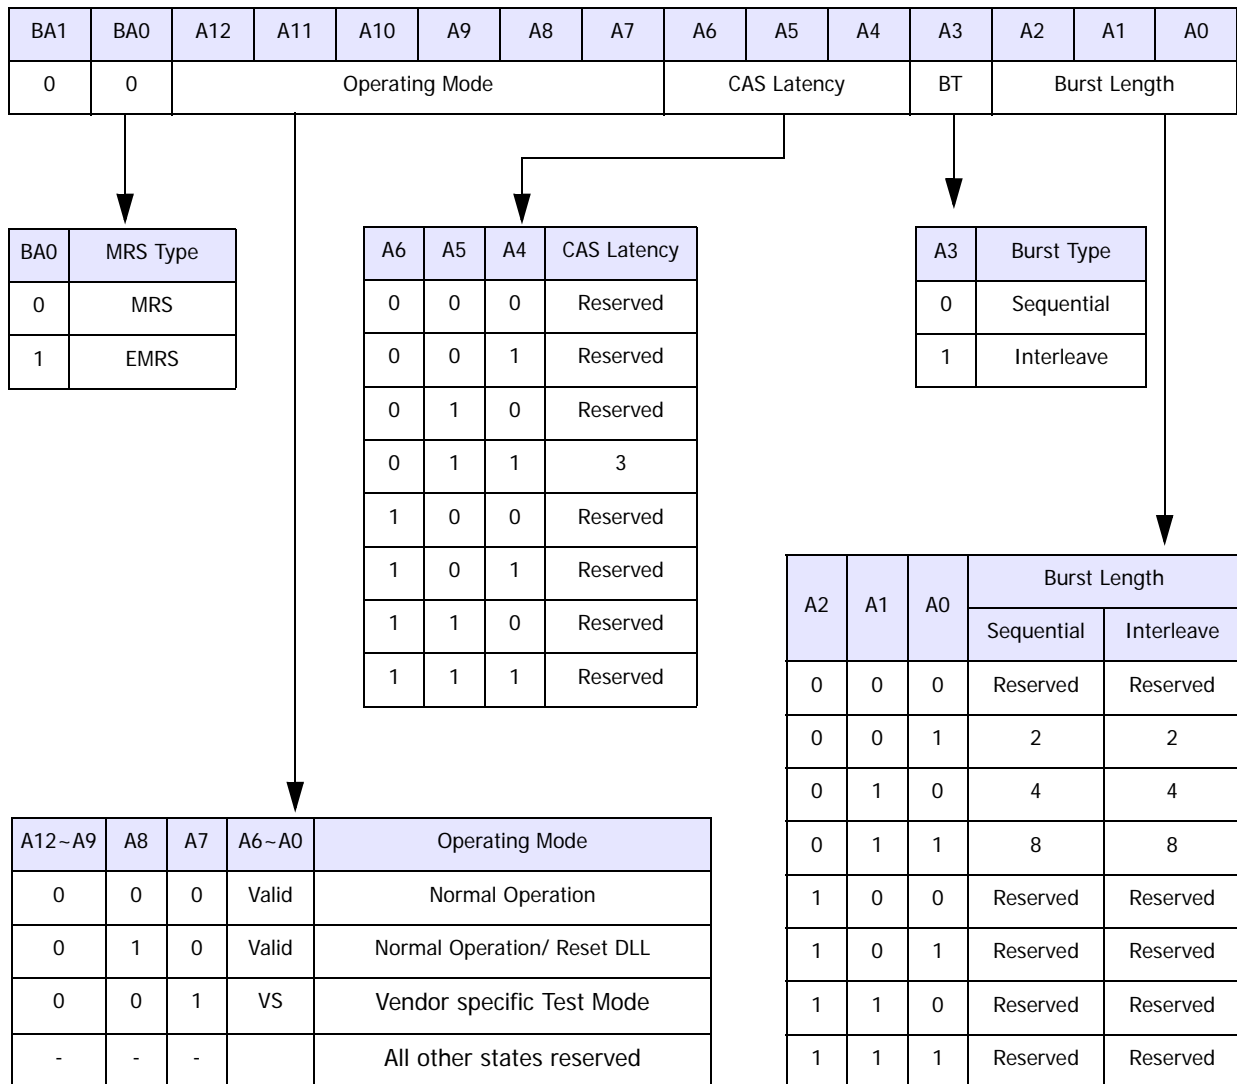 BA1 BA0 A12 A11 A10 A9 A8 A7 A6 A5 A4 A3 A2 A1 A0
0 0 Operating Mode CAS Latency BT Burst Length
BA0 MRS Type
0 MRS
1 EMRS
A6 A5 A4 CAS Latency
0 0 0 Reserved
0 0 1 Reserved
0 1 0 Reserved
0 1 1 3
1 0 0 Reserved
1 0 1 Reserved
1 1 0 Reserved
1 1 1 Reserved
A3 Burst Type
0 Sequential
1 Interleave
A2 A1 A0 Burst Length
Sequential Interleave
0 0 0 Reserved Reserved
0 0 1 2 2
0 1 0 4 4
0 1 1 8 8
1 0 0 Reserved Reserved
1 0 1 Reserved Reserved
1 1 0 Reserved Reserved
1 1 1 Reserved Reserved
A12~A9 A8 A7 A6~A0 Operating Mode
0 0 0 Valid Normal Operation
0 1 0 Valid Normal Operation/ Reset DLL
0 0 1 VS Vendor specific Test Mode
- - - All other states reserved